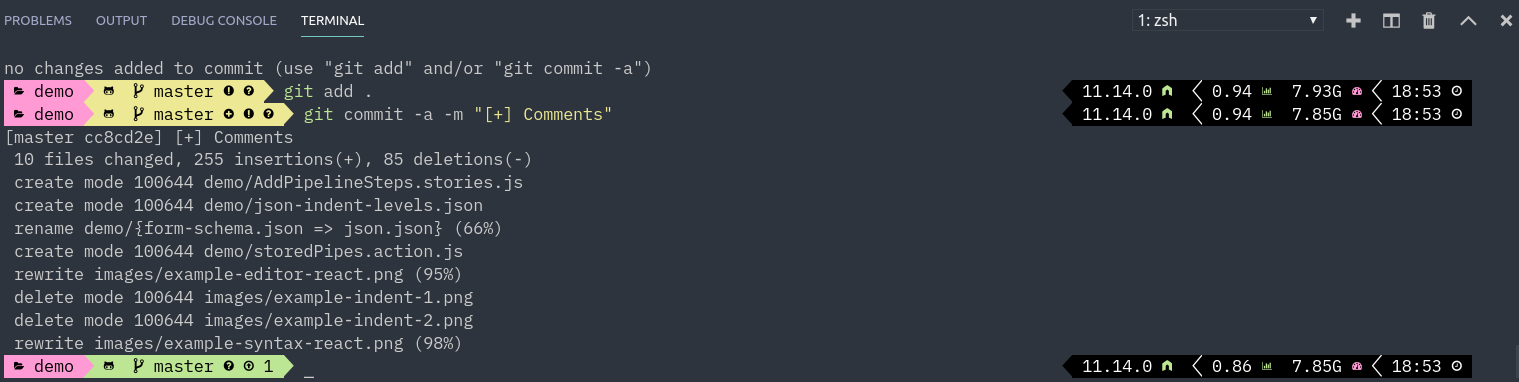 PROBLEMS OUTPUT DEBUG CONSOLE TERMINAL 1: zsh
no changes added to commit (use "git add" and/or "git commit -a")
demo master git add . 11.14.0 0.94 7.93G 18:53
demo master git commit -a -m "[+] Comments" 11.14.0 0.94 7.85G 18:53
[master cc8cd2e] [+] Comments
10 files changed, 255 insertions(+), 85 deletions(-)
create mode 100644 demo/AddPipelineSteps.stories.js
create mode 100644 demo/json-indent-levels.json
rename demo/{form-schema.json => json.json} (66%)
create mode 100644 demo/storedPipes.action.js
rewrite images/example-editor-react.png (95%)
delete mode 100644 images/example-indent-1.png
delete mode 100644 images/example-indent-2.png
rewrite images/example-syntax-react.png (98%)
demo master 1 _ 11.14.0 0.86 7.85G 18:53